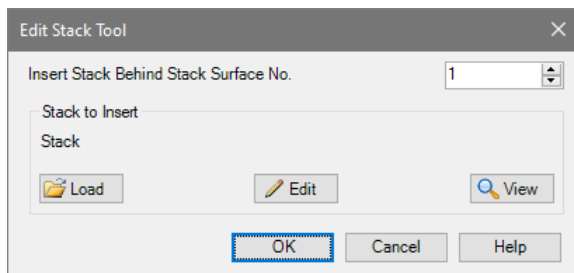 Edit Stack Tool
Insert Stack Behind Stack Surface No. 1
Stack to Insert
Stack
Load Edit View
OK Cancel Help